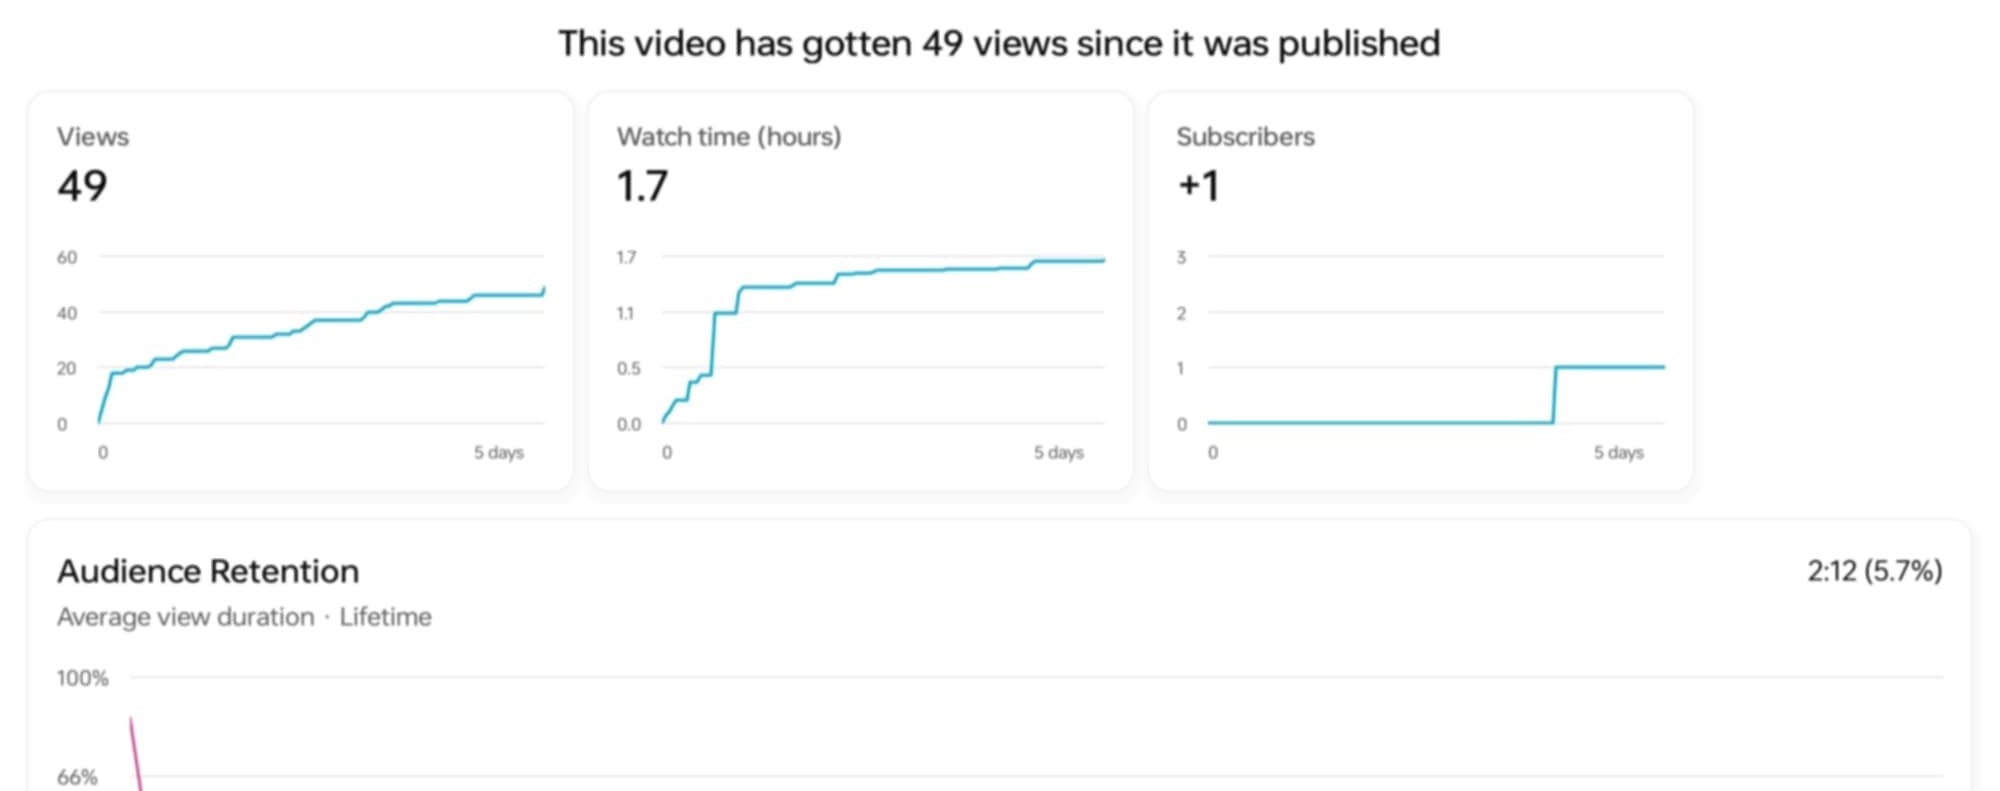 This video has gotten 49 views since it was published
Views
49
60
40
20
0
0
5 days
Watch time (hours)
1.7
1.7
1.1
0.5
0.0
0
5 days
Subscribers
+1
3
2
1
0
0
5 days
Audience Retention
2:12 (5.7%)
Average view duration · Lifetime
100%
66%